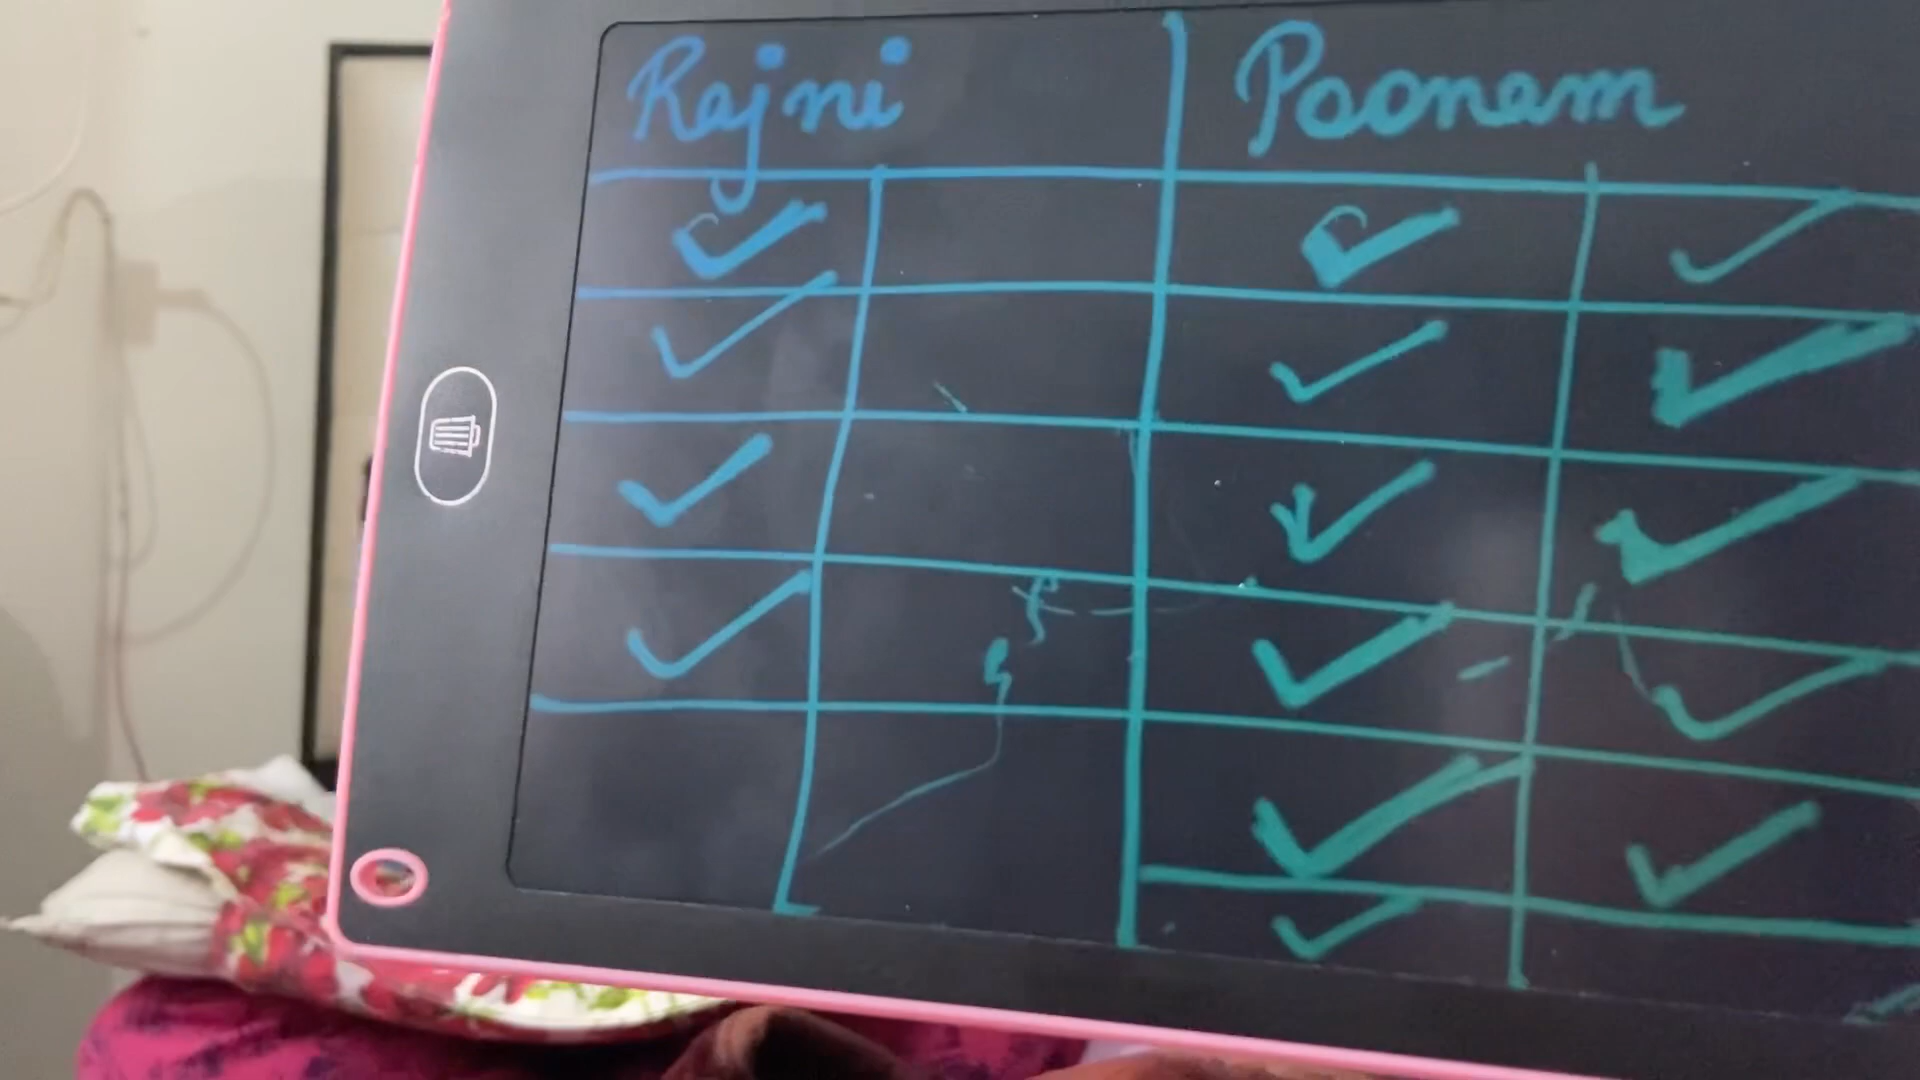 Rajni Poonam
✓ ✓ ✓
✓ ✓ ✓
✓ ✓ ✓
✓ ✓ ✓
✓ ✓
✓